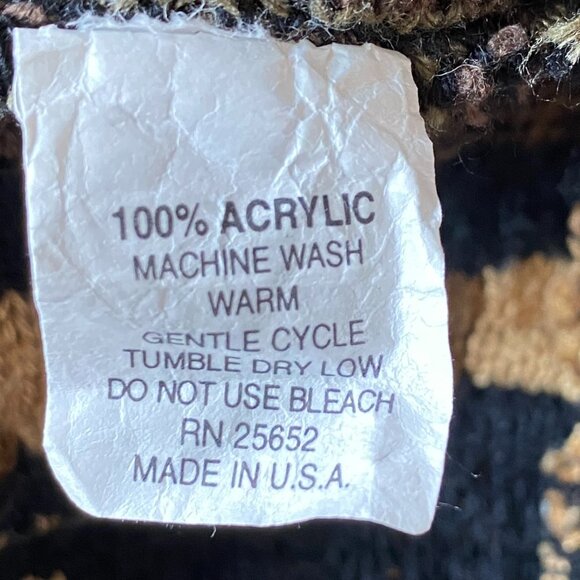 100% ACRYLIC
MACHINE WASH
WARM
GENTLE CYCLE
TUMBLE DRY LOW
DO NOT USE BLEACH
RN 25652
MADE IN U.S.A.